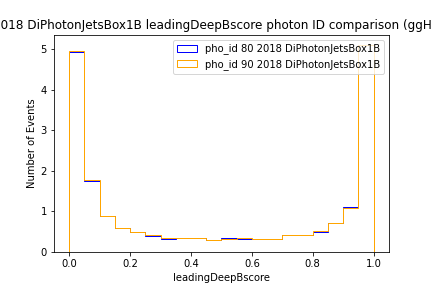 018 DiPhotonJetsBox1B leadingDeepBscore photon ID comparison (ggH
pho_id 80 2018 DiPhotonJetsBox1B
pho_id 90 2018 DiPhotonJetsBox1B
Number of Events
5
4
3
2
1
0
0.0 0.2 0.4 0.6 0.8 1.0
leadingDeepBscore